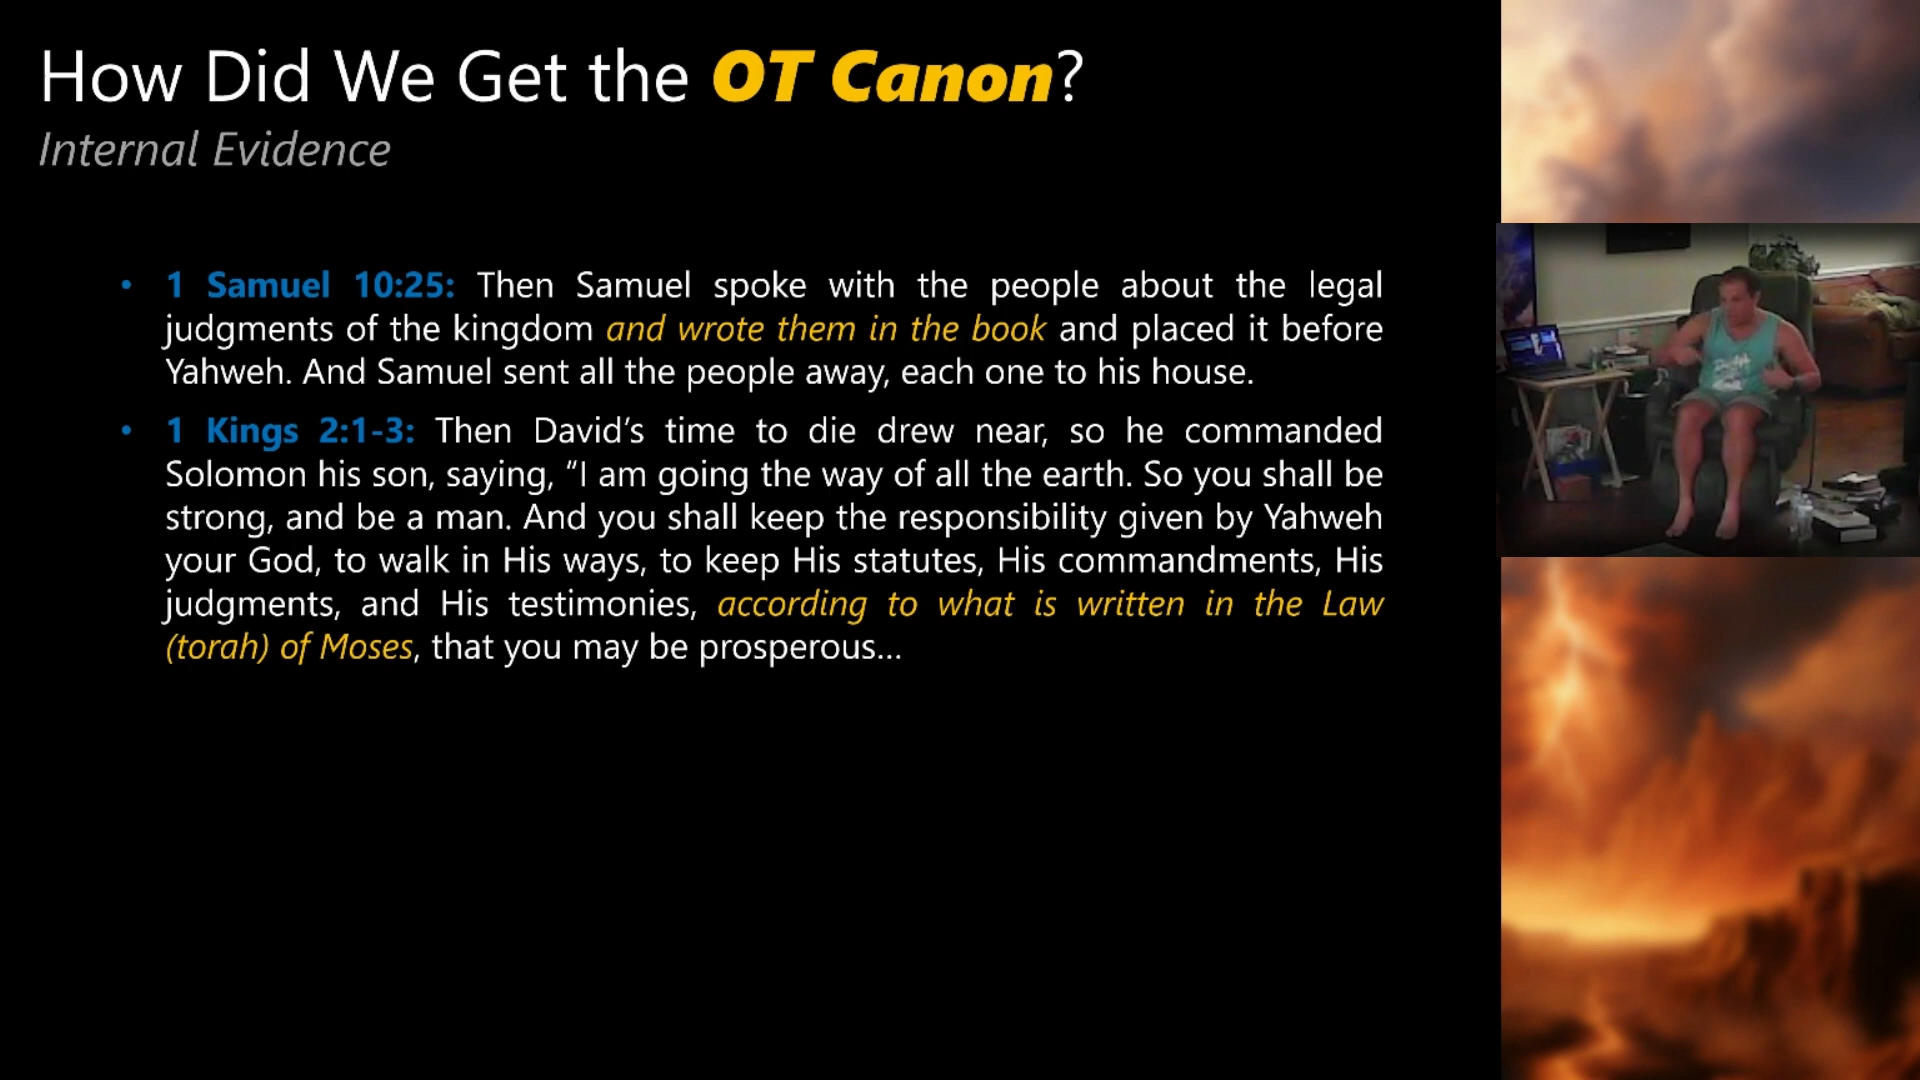 How Did We Get the OT Canon?
Internal Evidence
• 1 Samuel 10:25: Then Samuel spoke with the people about the legal
judgments of the kingdom and wrote them in the book and placed it before
Yahweh. And Samuel sent all the people away, each one to his house.
• 1 Kings 2:1-3: Then David’s time to die drew near, so he commanded
Solomon his son, saying, “I am going the way of all the earth. So you shall be
strong, and be a man. And you shall keep the responsibility given by Yahweh
your God, to walk in His ways, to keep His statutes, His commandments, His
judgments, and His testimonies, according to what is written in the Law
(torah) of Moses, that you may be prosperous…